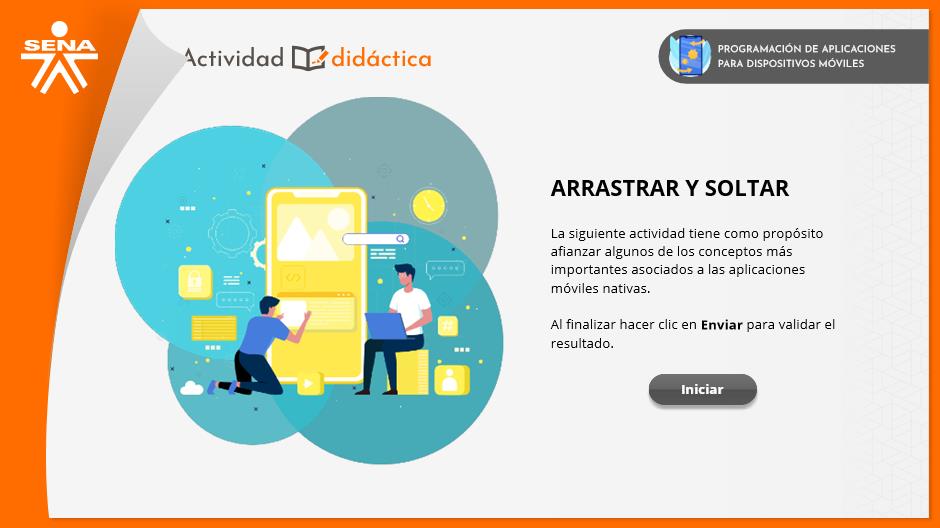 SENA
Actividad didáctica
PROGRAMACIÓN DE APLICACIONES
PARA DISPOSITIVOS MÓVILES
ARRASTRAR Y SOLTAR
La siguiente actividad tiene como propósito
afianzar algunos de los conceptos más
importantes asociados a las aplicaciones
móviles nativas.
Al finalizar hacer clic en Enviar para validar el
resultado.
Iniciar